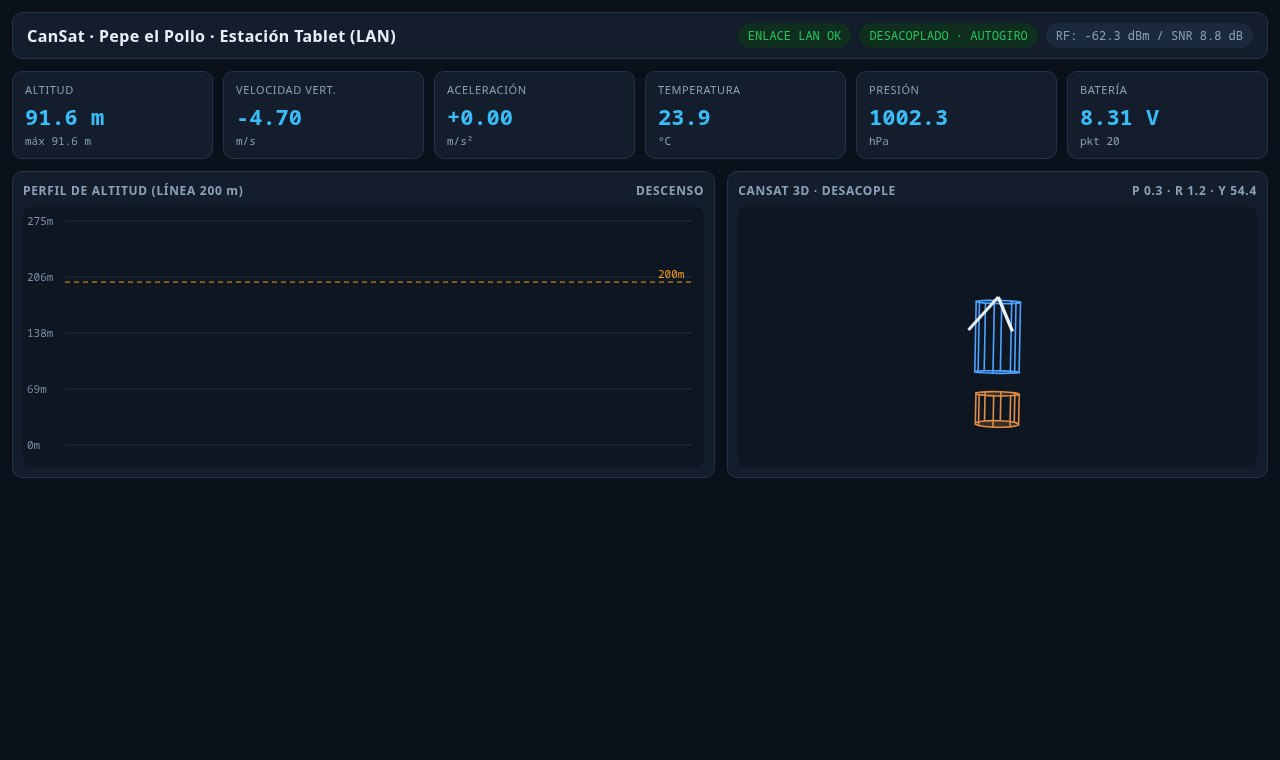 CanSat · Pepe el Pollo · Estación Tablet (LAN)
ENLACE LAN OK
DESACOPLADO · AUTOGIRO
RF: -62.3 dBm / SNR 8.8 dB
ALTITUD
91.6 m
máx 91.6 m
VELOCIDAD VERT.
-4.70
m/s
ACELERACIÓN
+0.00
m/s²
TEMPERATURA
23.9
°C
PRESIÓN
1002.3
hPa
BATERÍA
8.31 V
pkt 20
PERFIL DE ALTITUD (LÍNEA 200 m)
DESCENSO
275m
206m
200m
138m
69m
0m
CANSAT 3D · DESACOPLE
P 0.3 · R 1.2 · Y 54.4